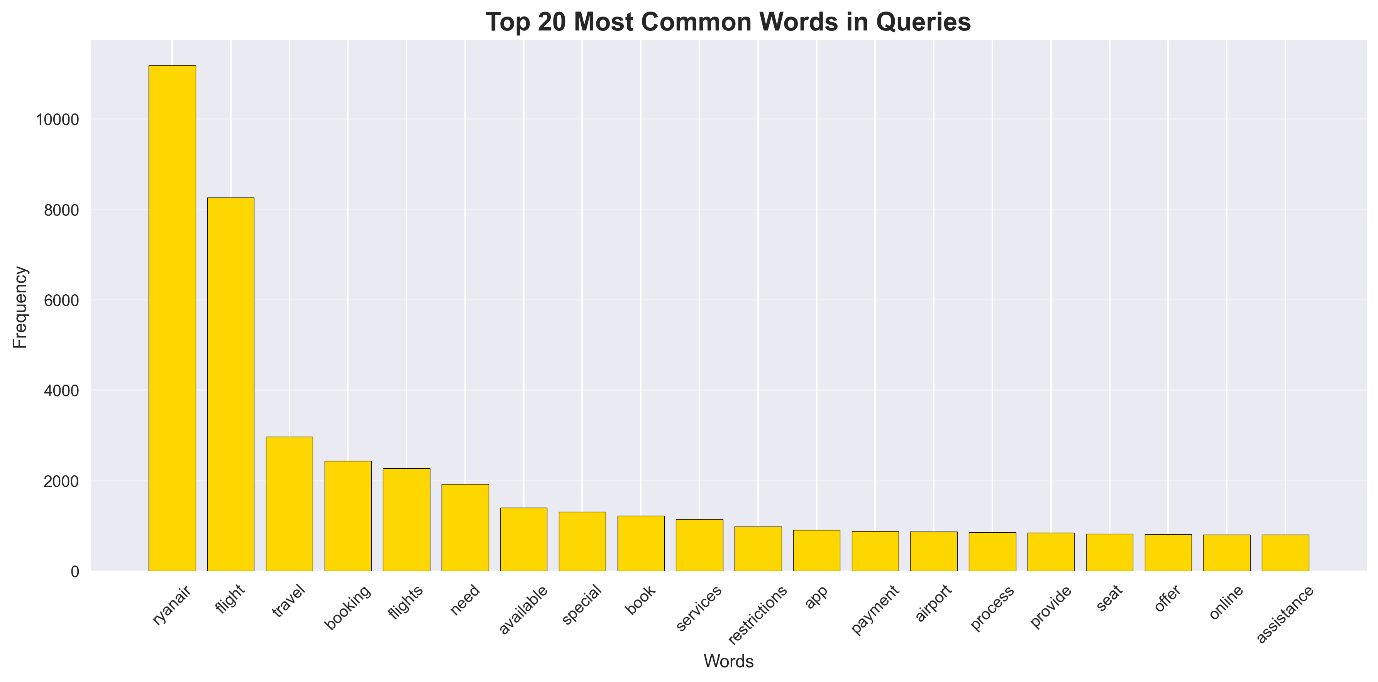 Top 20 Most Common Words in Queries
Frequency
10000
8000
6000
4000
2000
0
ryanair
flight
travel
booking
flights
need
available
special
book
services
restrictions
app
payment
airport
process
provide
seat
offer
online
assistance
Words